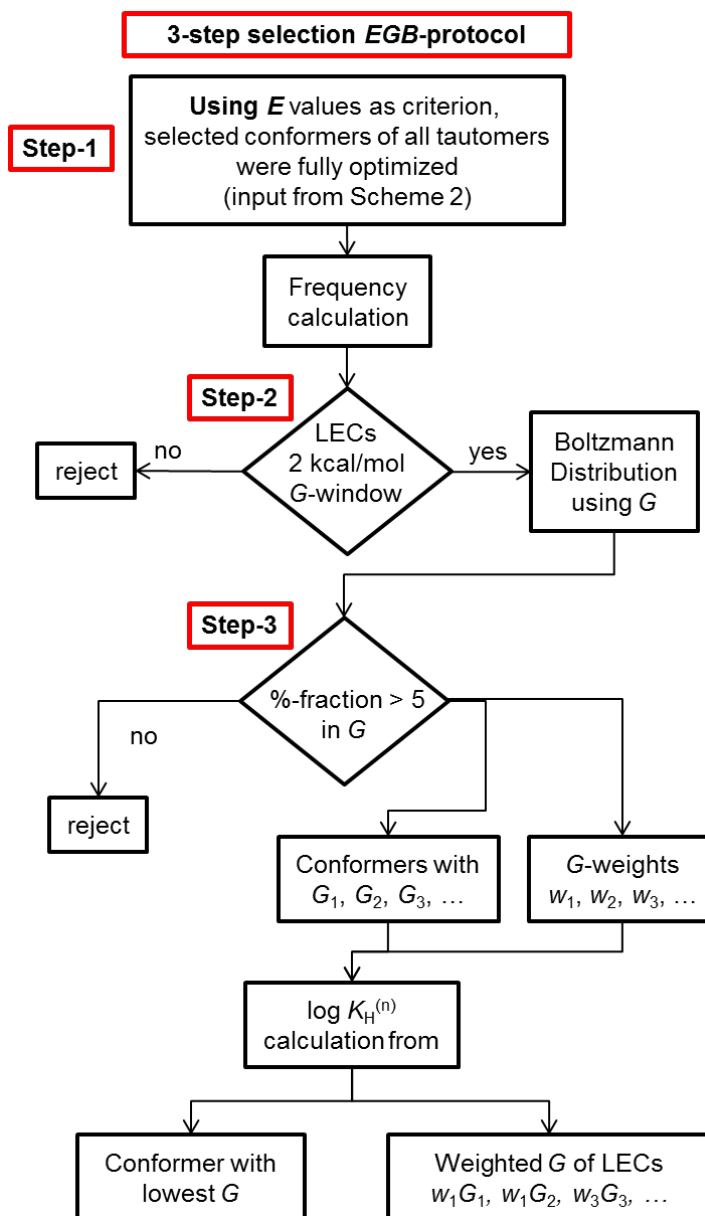 3-step selection EGB-protocol
Step-1
Using E values as criterion,
selected conformers of all tautomers
were fully optimized
(input from Scheme 2)
Frequency
calculation
Step-2
LECs
2 kcal/mol
G-window
no
reject
yes
Boltzmann
Distribution
using G
Step-3
%-fraction > 5
in G
no
reject
Conformers with
G₁, G₂, G₃, …
G-weights
w₁, w₂, w₃, …
log K_H⁽ⁿ⁾
calculation from
Conformer with
lowest G
Weighted G of LECs
w₁G₁, w₁G₂, w₃G₃, …